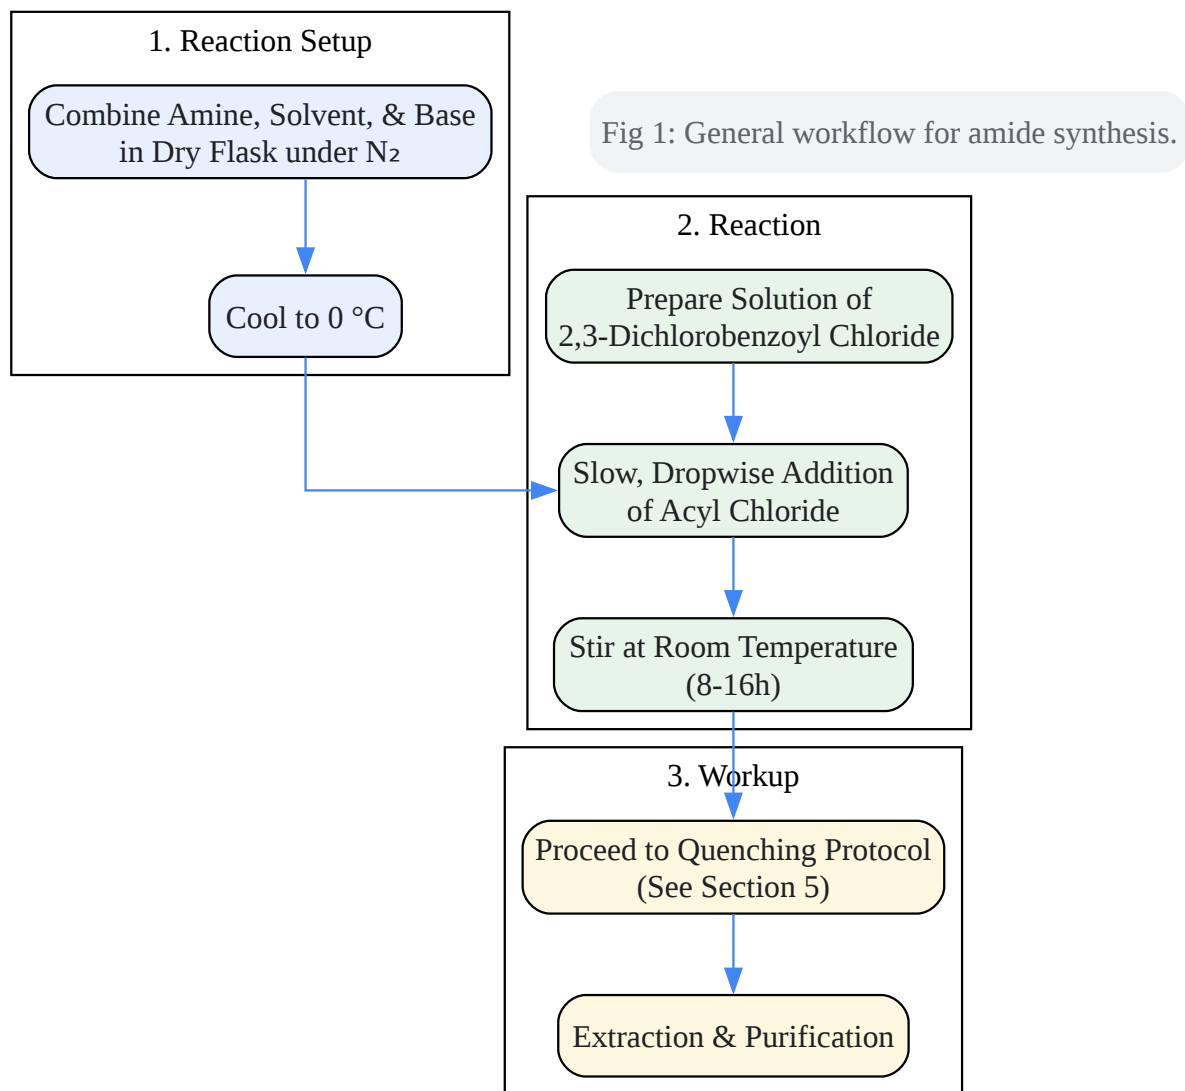 1. Reaction Setup
Combine Amine, Solvent, & Base
in Dry Flask under N₂
Cool to 0 °C
Fig 1: General workflow for amide synthesis.
2. Reaction
Prepare Solution of
2,3-Dichlorobenzoyl Chloride
Slow, Dropwise Addition
of Acyl Chloride
Stir at Room Temperature
(8-16h)
3. Workup
Proceed to Quenching Protocol
(See Section 5)
Extraction & Purification